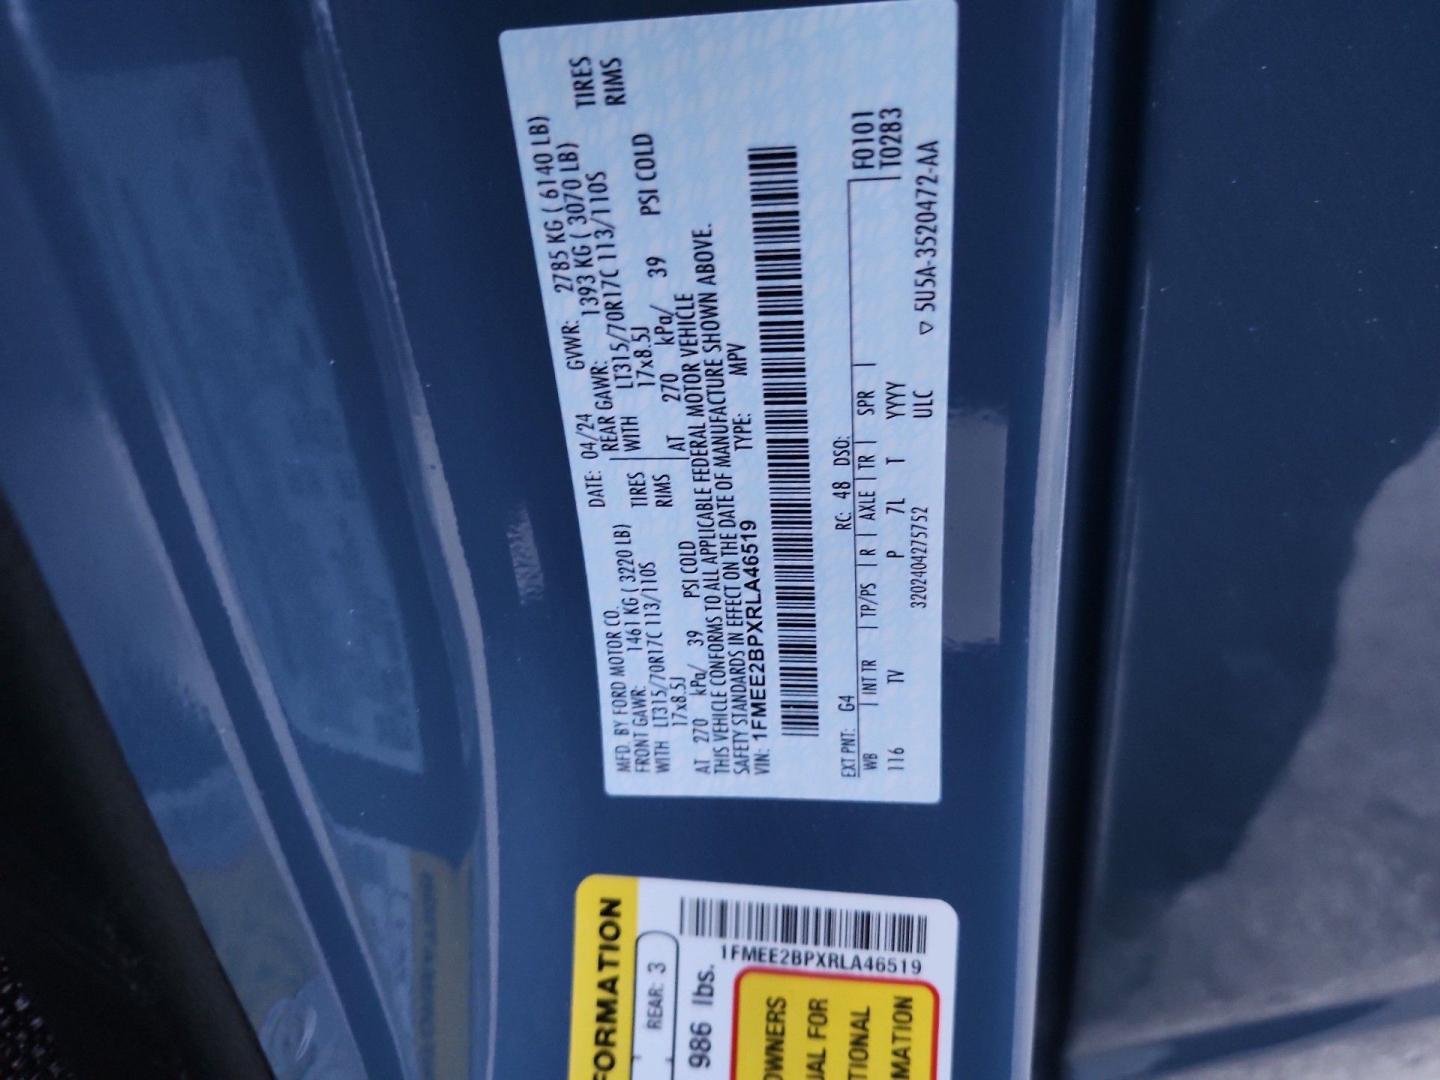 MFD. BY FORD MOTOR CO. DATE: 04/24 GVWR: 2785 KG ( 6140 LB)
FRONT GAWR: 1461 KG ( 3220 LB) REAR GAWR: 1393 KG ( 3070 LB)
WITH LT315/70R17C 113/110S TIRES WITH LT315/70R17C 113/110S TIRES
17x8.5J RIMS 17x8.5J RIMS
AT 270 kPa/ 39 PSI COLD AT 270 kPa/ 39 PSI COLD
THIS VEHICLE CONFORMS TO ALL APPLICABLE FEDERAL MOTOR VEHICLE
SAFETY STANDARDS IN EFFECT ON THE DATE OF MANUFACTURE SHOWN ABOVE.
VIN: 1FMEE2BPXRLA46519 TYPE: MPV
EXT PNT: G4 RC: 48 DSO: F0101
WB INT TR TP/PS R AXLE TR SPR T0283
116 TV P 7L T YYYY
3202404275752 ULC ▽ 5U5A-3520472-AA
FORMATION
REAR: 3
986 lbs.
1FMEE2BPXRLA46519
OWNERS
UAL FOR
TIONAL
MATION